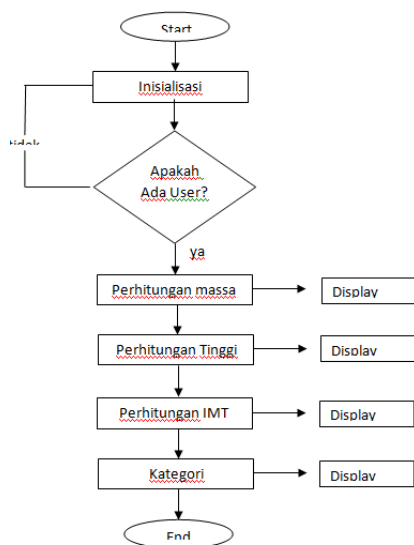 Start
Inisialisasi
tidak
Apakah
Ada User?
ya
Perhitungan massa
Display
Perhitungan Tinggi
Display
Perhitungan IMT
Display
Kategori
Display
End